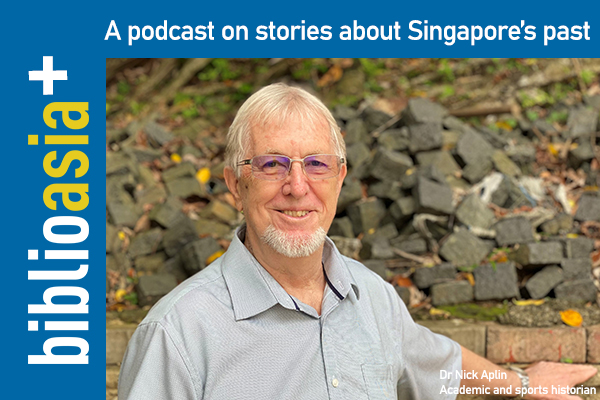 A podcast on stories about Singapore's past
biblioasia+
Dr Nick Aplin
Academic and sports historian